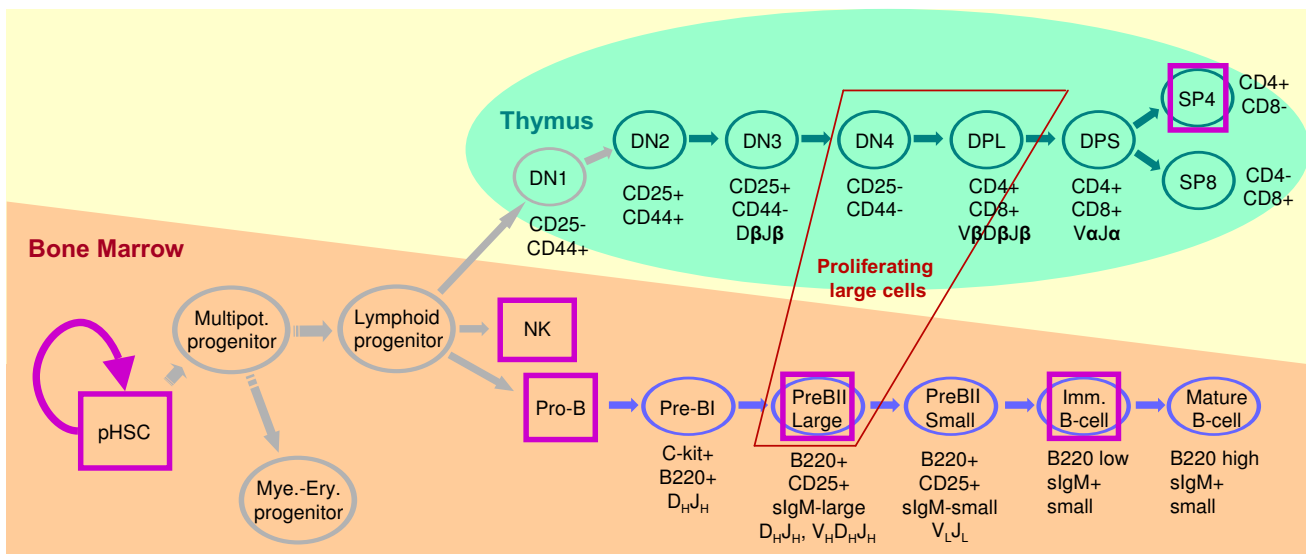 Thymus
DN1
CD25-
CD44+
DN2
CD25+
CD44+
DN3
CD25+
CD44-
DβJβ
DN4
CD25-
CD44-
DPL
CD4+
CD8+
VβDβJβ
DPS
CD4+
CD8+
VαJα
SP4
CD4+
CD8-
SP8
CD4-
CD8+
Proliferating
large cells
Bone Marrow
pHSC
Multipot.
progenitor
Lymphoid
progenitor
Mye.-Ery.
progenitor
NK
Pro-B
Pre-BI
C-kit+
B220+
DHJH
PreBII
Large
B220+
CD25+
sIgM-large
DHJH, VHDHJH
PreBII
Small
B220+
CD25+
sIgM-small
VLJL
Imm.
B-cell
B220 low
sIgM+
small
Mature
B-cell
B220 high
sIgM+
small